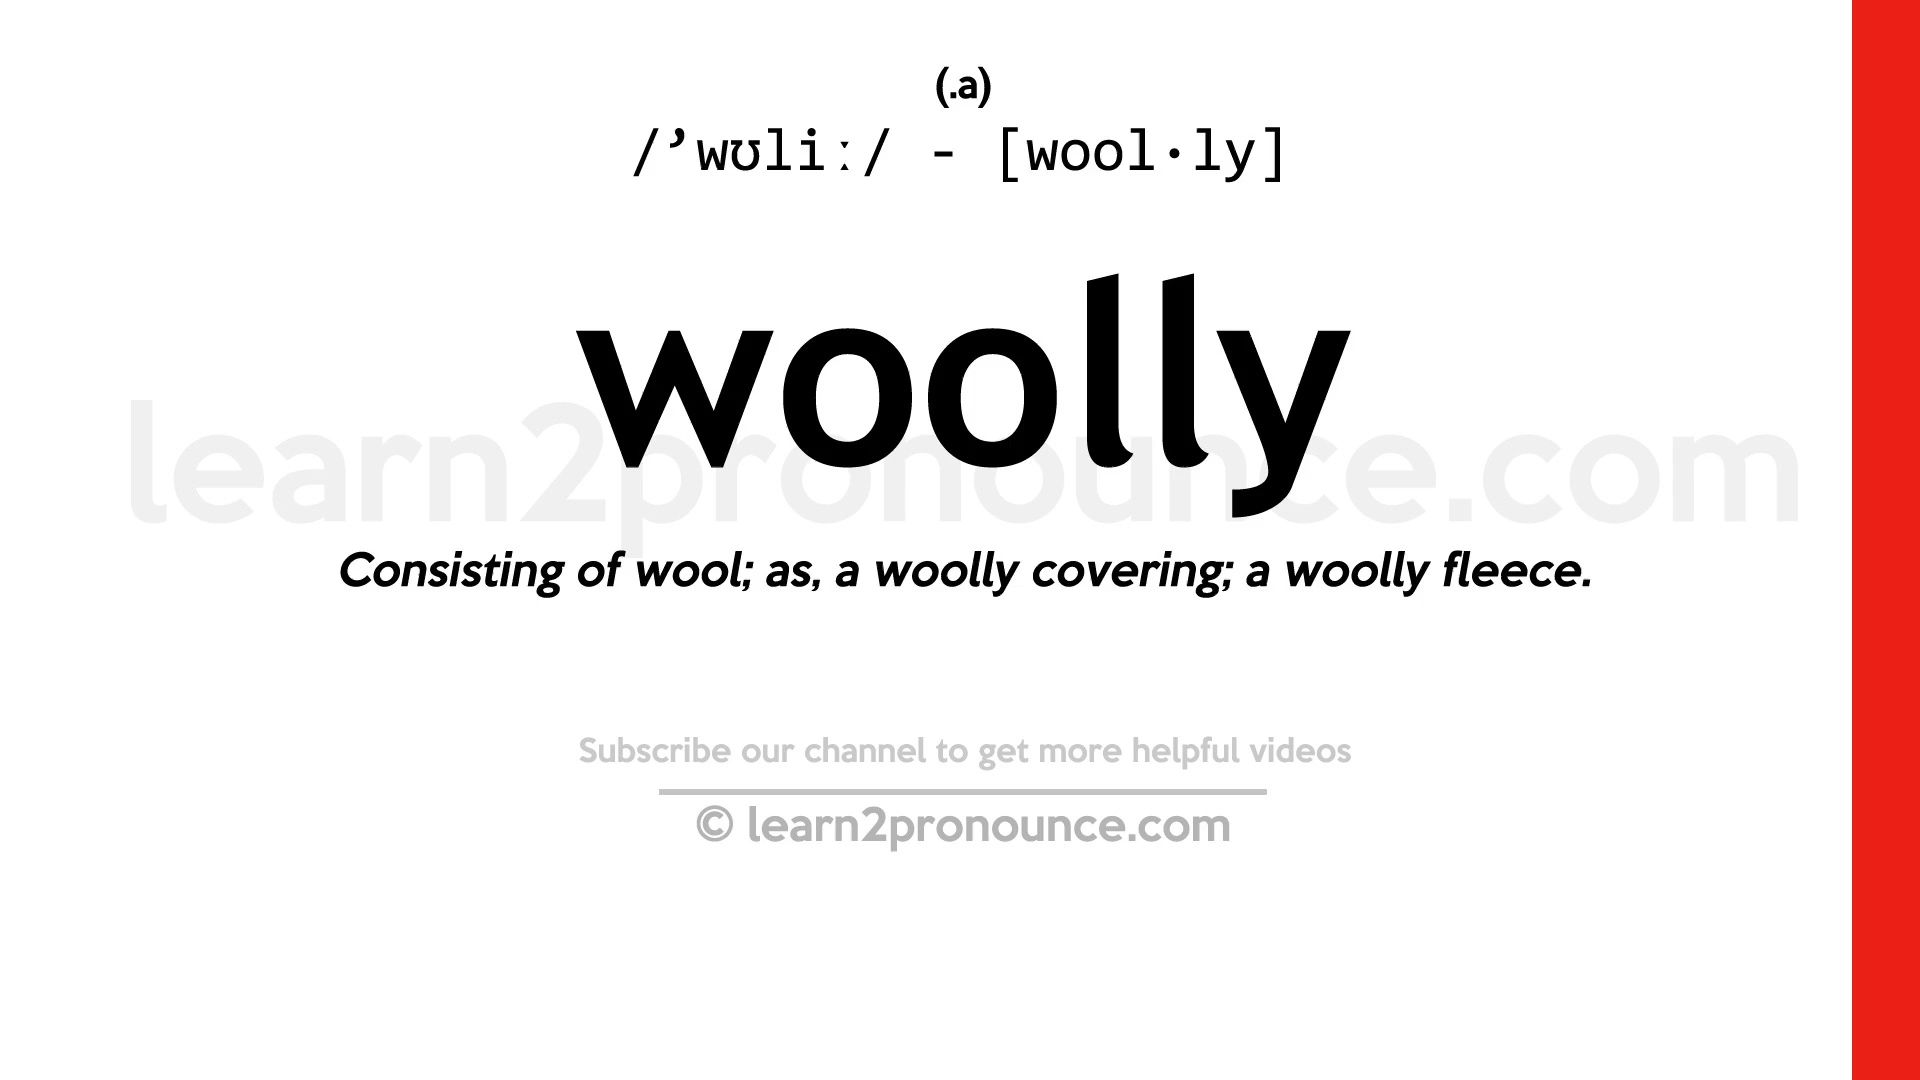 (.a)
/’wʊliː/ - [wool·ly]
woolly
learn2pronounce.com
Consisting of wool; as, a woolly covering; a woolly fleece.
Subscribe our channel to get more helpful videos
© learn2pronounce.com